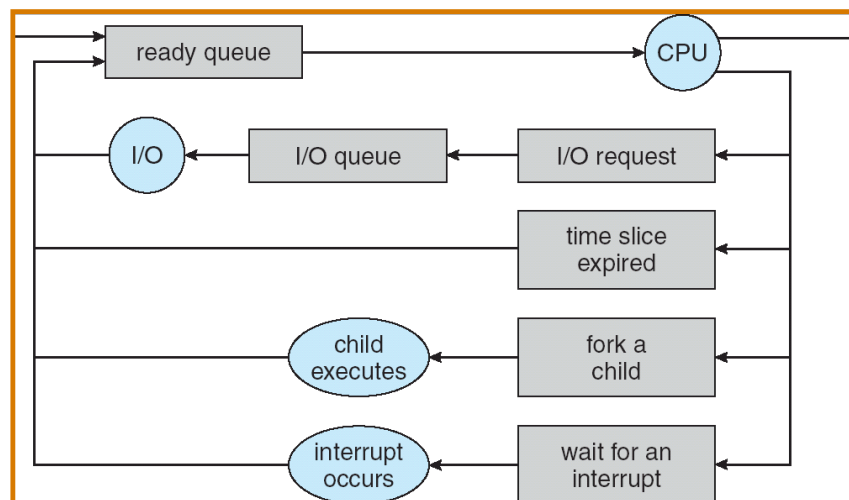 ready queue
CPU
I/O
I/O queue
I/O request
time slice
expired
child
executes
fork a
child
interrupt
occurs
wait for an
interrupt